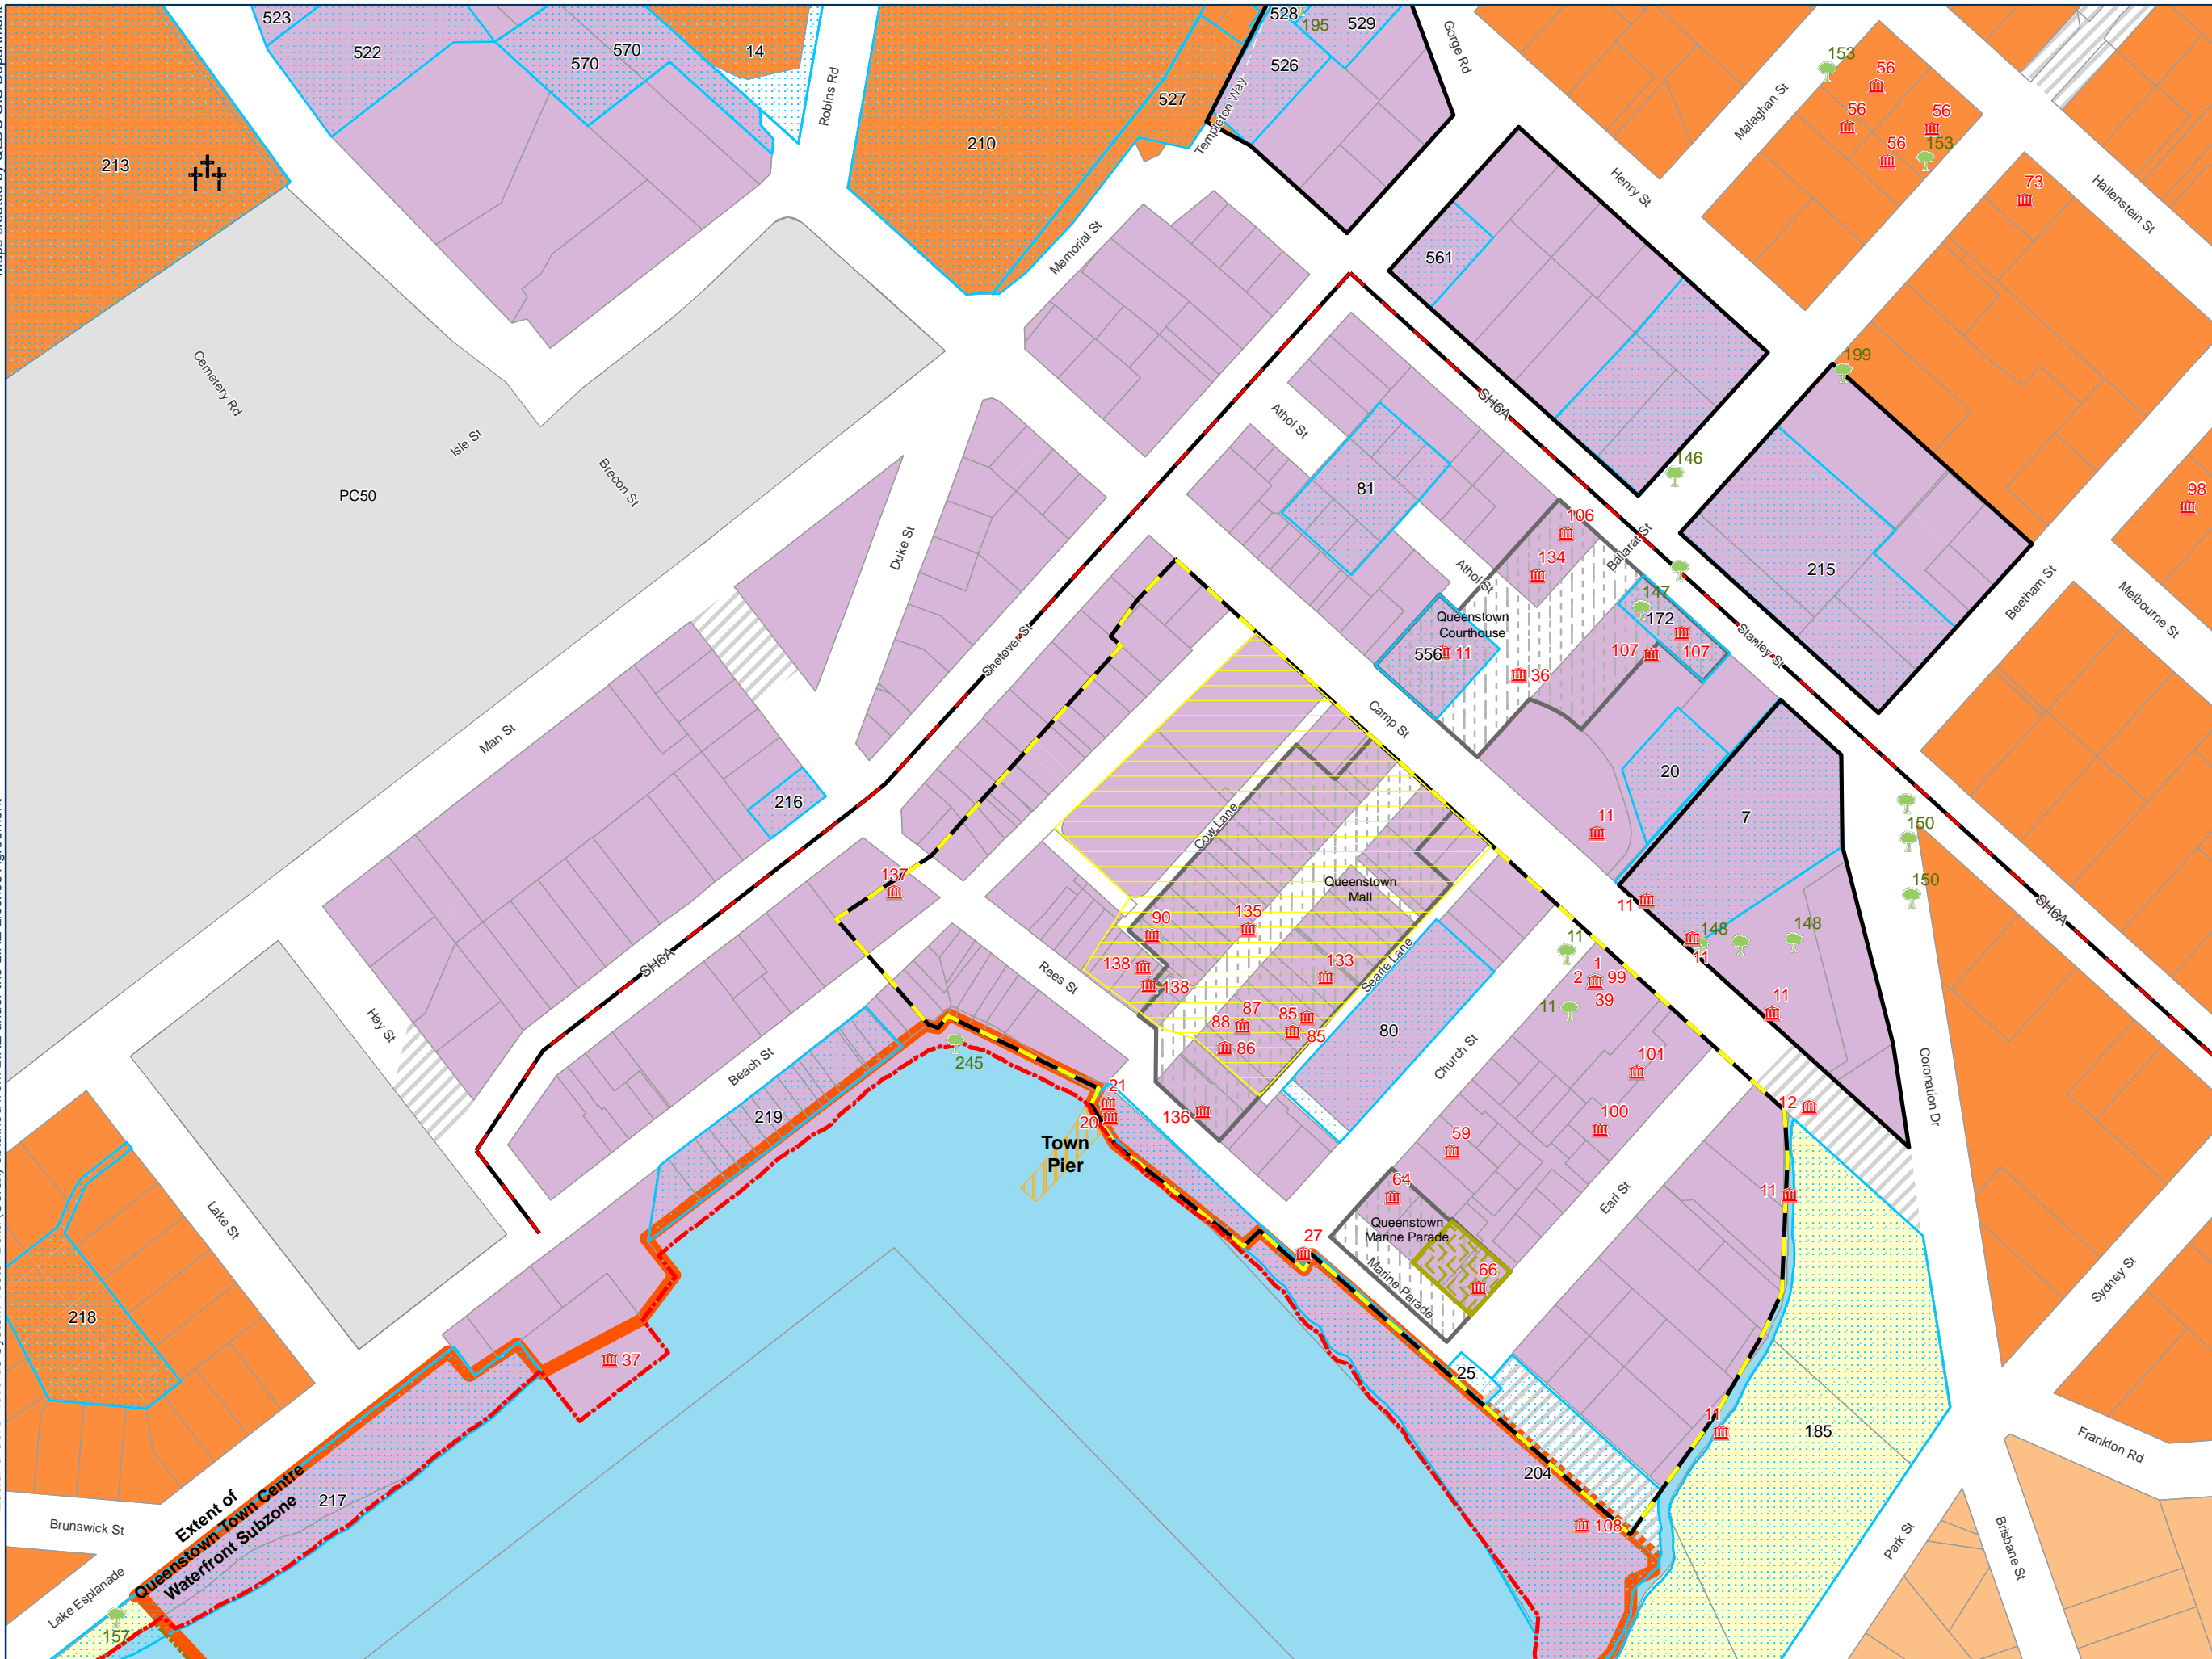 523
522
570
570
14
Robins Rd
528
195
529
526
527
Templeton Way
Gorge Rd
153
56
56
56
56
153
Malaghan St
Hallenstein St
73
213
210
Henry St
Memorial St
561
199
98
Cemetery Rd
Isle St
Brecon St
PC50
Athol St
SH6A
146
81
106
134
Athol St
Ballarat St
147
172
107
107
215
Beetham St
Melbourne St
Stanley St
Queenstown
Courthouse
556
11
36
Duke St
Shotover St
Man St
Camp St
20
7
216
11
150
150
Cow Lane
137
Queenstown
Mall
11
148
148
11
11
SH6A
90
135
138
138
133
Searle Lane
SH6A
Rees St
11
1
2
99
39
11
87
88
85
85
86
80
Hay St
Beach St
245
Church St
101
100
12
Coronation Dr
219
21
20
136
Town
Pier
59
64
Queenstown
Marine Parade
Marine Parade
66
27
Earl St
11
Lake St
218
37
25
Sydney St
11
185
Frankton Rd
204
108
Extent of
Queenstown Town Centre
Waterfront Subzone
217
Brunswick St
Lake Esplanade
157
Park St
Brisbane St